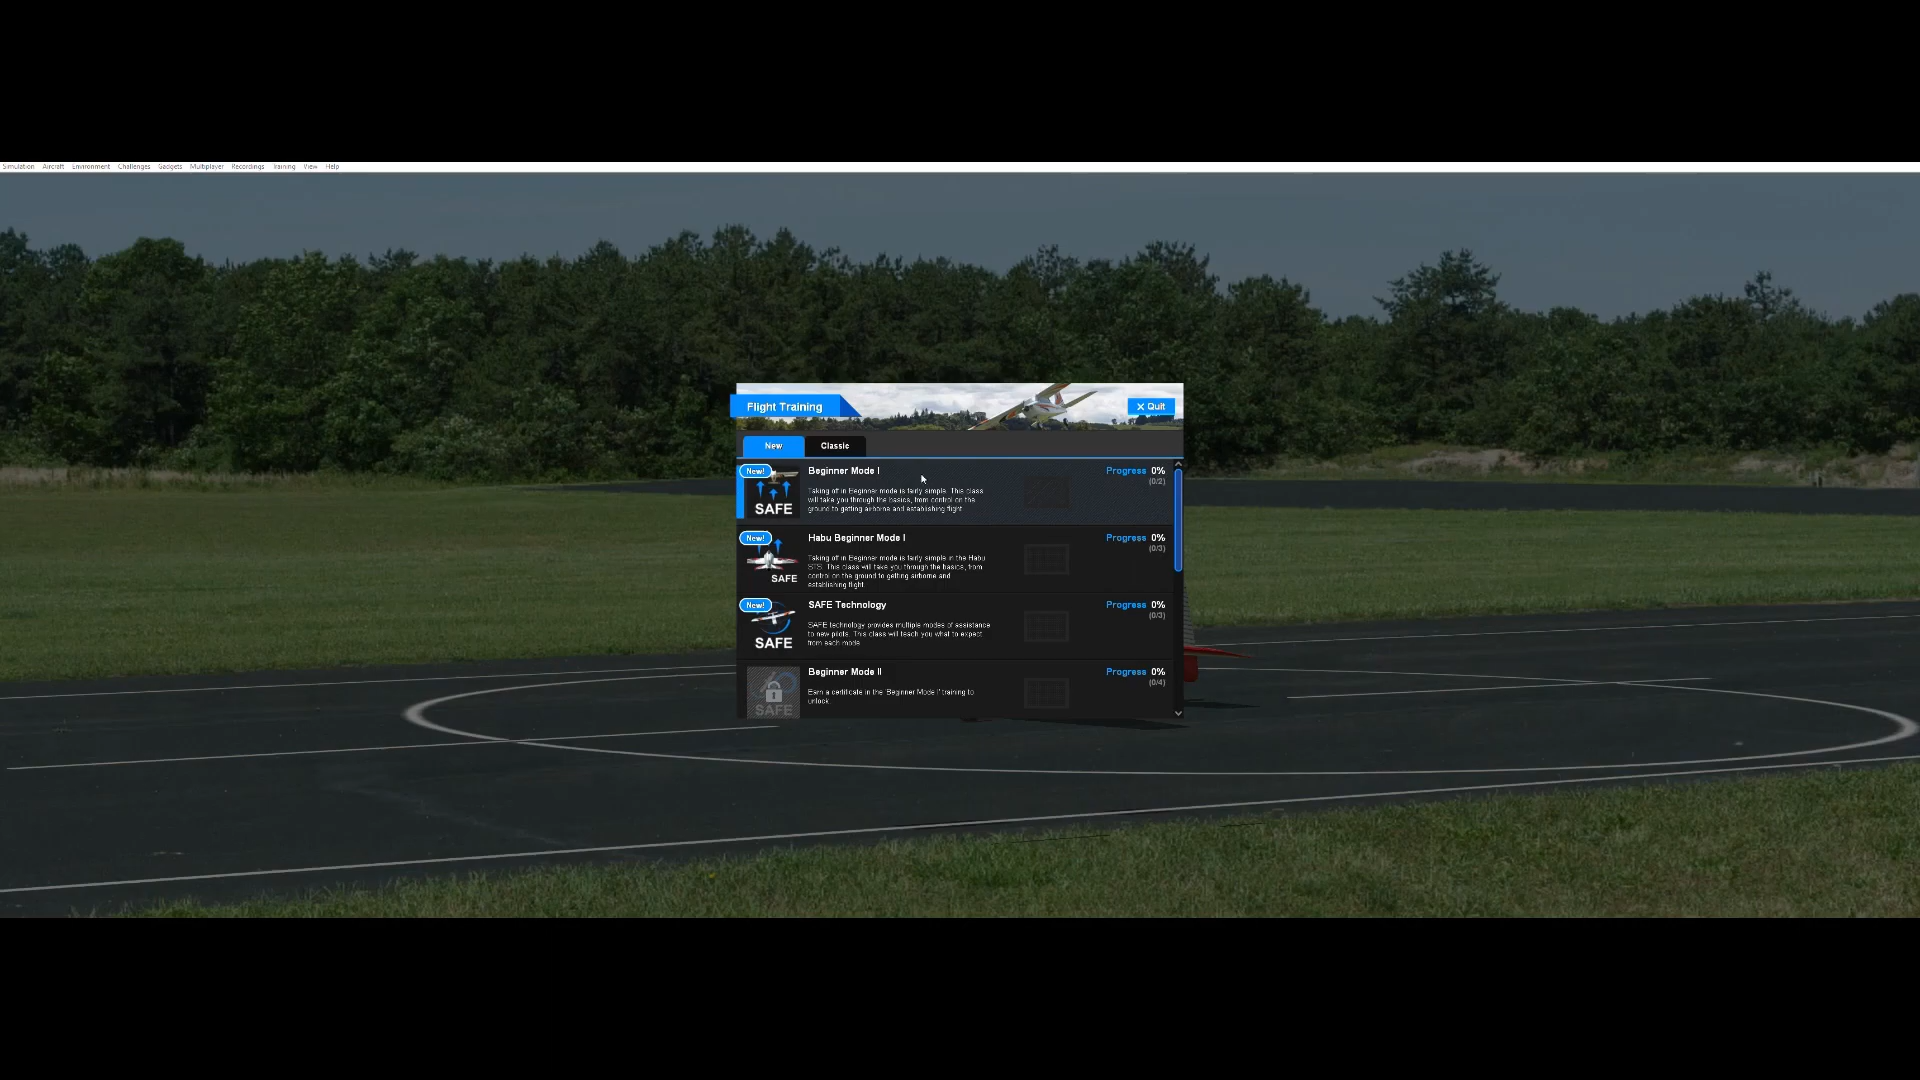 Simulation Aircraft Environment Challenges Gadgets Multiplayer Recordings Training View Help
Flight Training
X Quit
New Classic
New!
SAFE
Beginner Mode I
Progress 0%
(0/2)
Taking off in Beginner mode is fairly simple. This class
will take you through the basics, from control on the
ground to getting airborne and establishing flight.
New!
SAFE
Habu Beginner Mode I
Progress 0%
(0/3)
Taking off in Beginner mode is fairly simple in the Habu
STS. This class will take you through the basics, from
control on the ground to getting airborne and
establishing flight.
New!
SAFE
SAFE Technology
Progress 0%
(0/3)
SAFE technology provides multiple modes of assistance
to new pilots. This class will teach you what to expect
from each mode.
SAFE
Beginner Mode II
Progress 0%
(0/4)
Earn a certificate in the 'Beginner Mode I' training to
unlock.